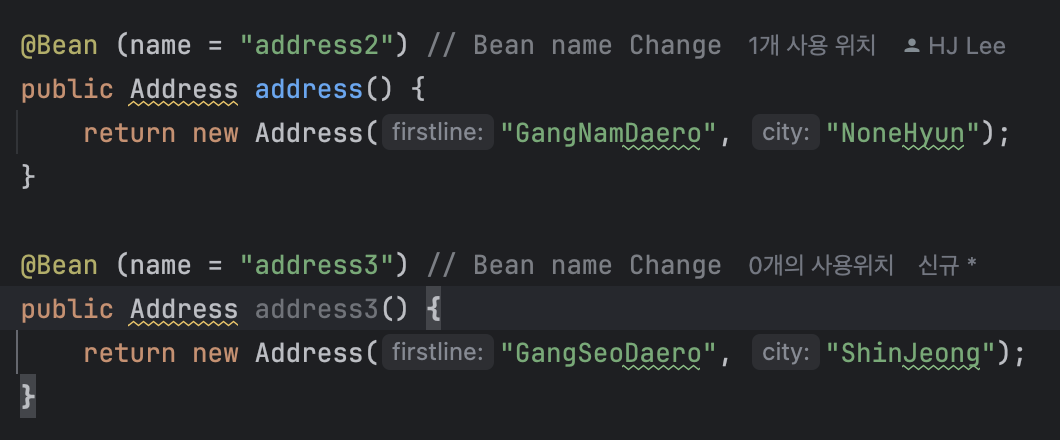 @Bean (name = "address2") // Bean name Change 1개 사용 위치 HJ Lee
public Address address() {
return new Address( firstline: "GangNamDaero", city: "NoneHyun");
}
@Bean (name = "address3") // Bean name Change 0개의 사용위치 신규 *
public Address address3() {
return new Address( firstline: "GangSeoDaero", city: "ShinJeong");
}